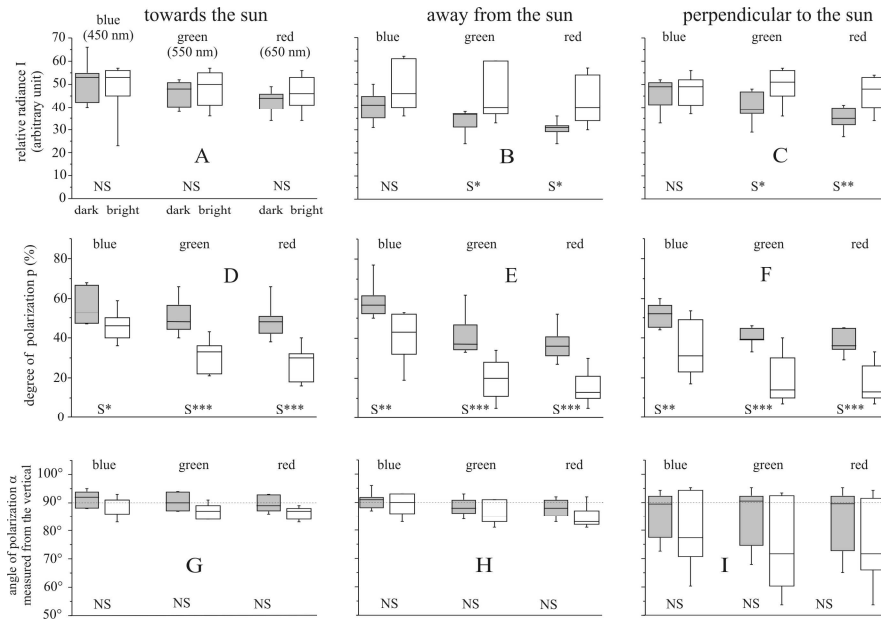 towards the sun away from the sun perpendicular to the sun
blue
(450 nm)
green
(550 nm)
red
(650 nm)
blue green red
blue green red
relative radiance I
(arbitrary unit)
70
60
50
40
30
20
10
0
A
B
C
NS NS NS
NS S* S*
NS S* S**
dark bright dark bright dark bright
blue green red
blue green red
blue green red
degree of polarization p (%)
80
60
40
20
0
D
E
F
S* S*** S***
S** S*** S***
S** S*** S***
blue green red
blue green red
blue green red
angle of polarization α
measured from the vertical
100°
90°
80°
70°
60°
50°
G
H
I
NS NS NS
NS NS NS
NS NS NS